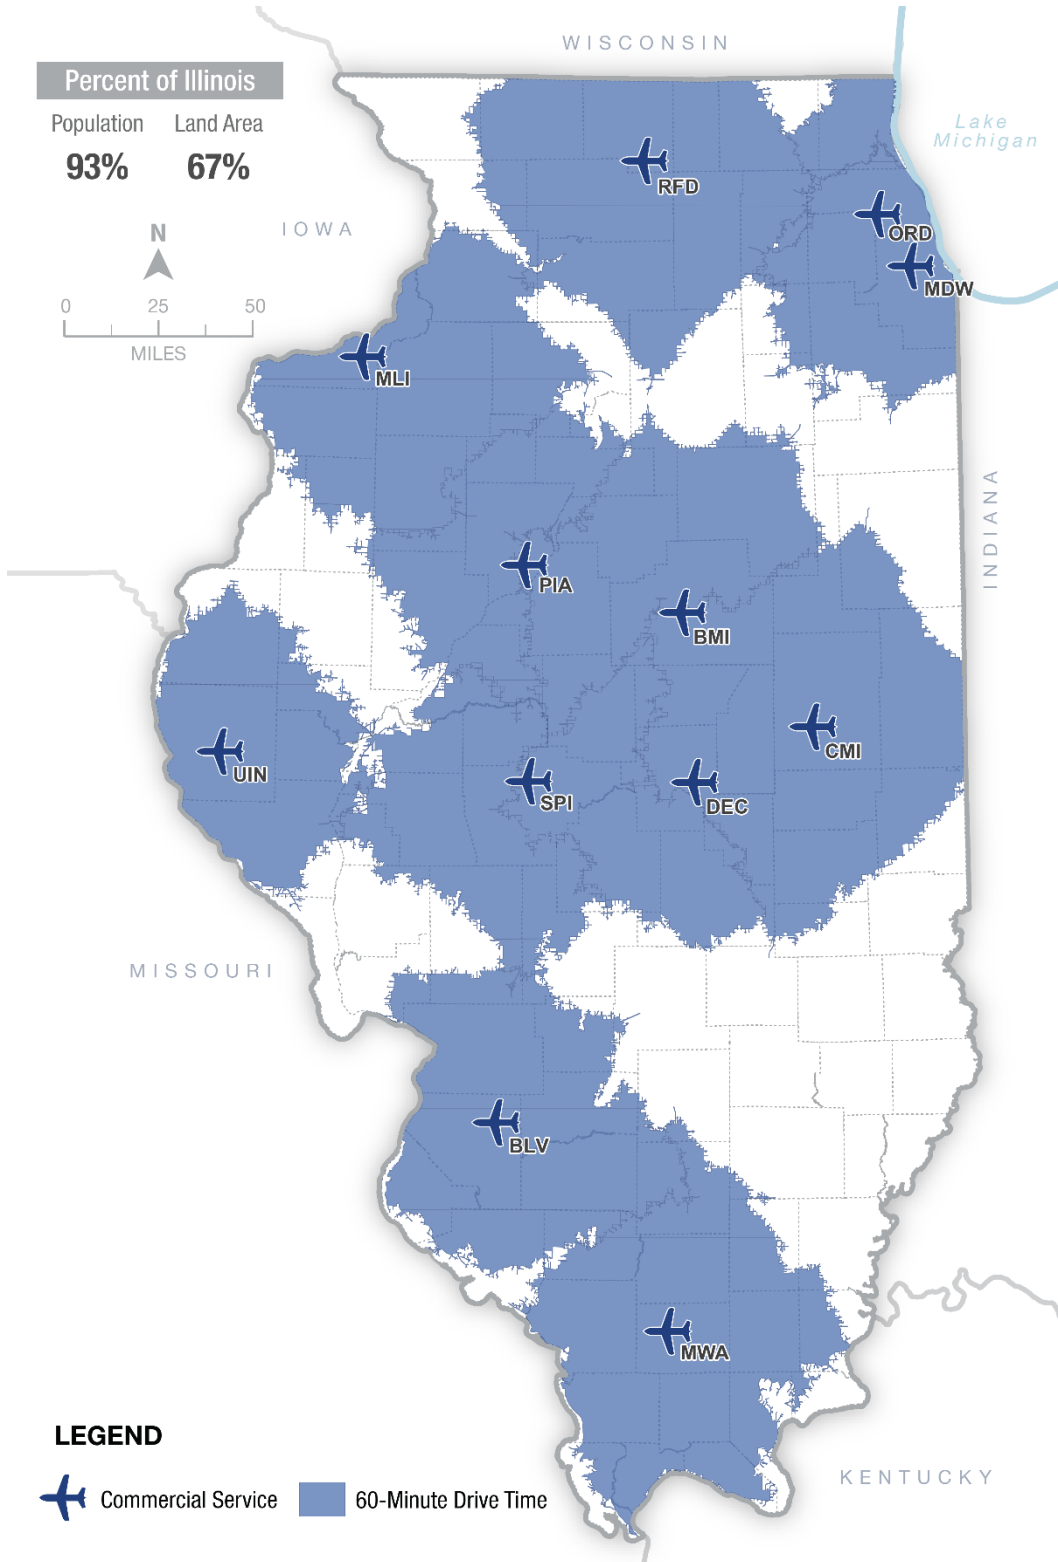 WISCONSIN
Percent of Illinois
Population Land Area
93% 67%
Lake
Michigan
RFD
N
IOWA
ORD
0 25 50
MILES
MDW
MLI
INDIANA
PIA
BMI
CMI
UIN
SPI
DEC
MISSOURI
BLV
MWA
LEGEND
KENTUCKY
Commercial Service 60-Minute Drive Time